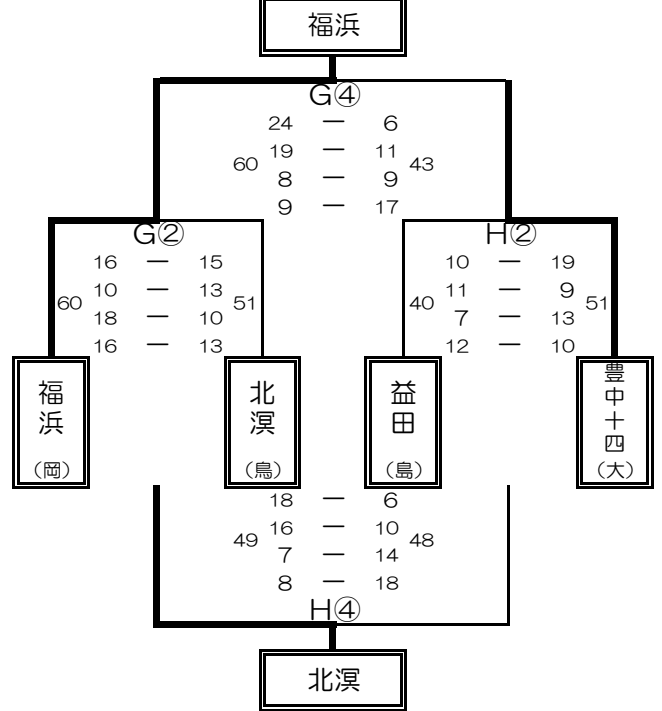 福浜
G④
24 ー 6
60 19 ー 11 43
8 ー 9
9 ー 17
G② H②
16 ー 15 10 ー 19
60 10 ー 13 51 40 11 ー 9 51
18 ー 10 7 ー 13
16 ー 13 12 ー 10
福浜 北溟 益田 豊中十四
（岡） （鳥） （島） （大）
18 ー 6
49 16 ー 10 48
7 ー 14
8 ー 18
H④
北溟